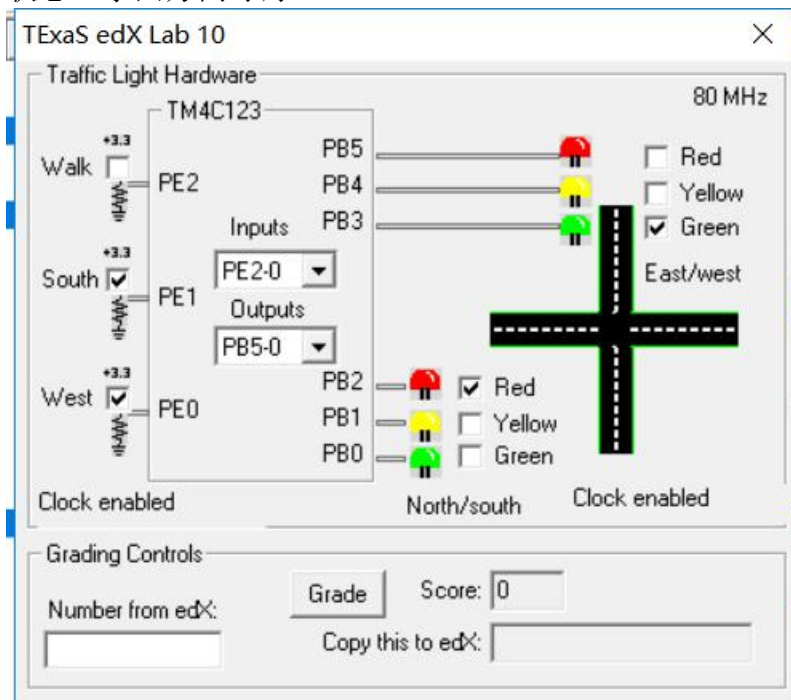 TExaS edX Lab 10
Traffic Light Hardware
80 MHz
TM4C123
+3.3
Walk
PE2
PB5
Red
PB4
Yellow
PB3
Green
Inputs
PE2-0
East/west
+3.3
South
PE1
Outputs
PB5-0
+3.3
West
PE0
PB2
Red
PB1
Yellow
PB0
Green
Clock enabled
North/south
Clock enabled
Grading Controls
Number from edX:
Grade
Score: 0
Copy this to edX: